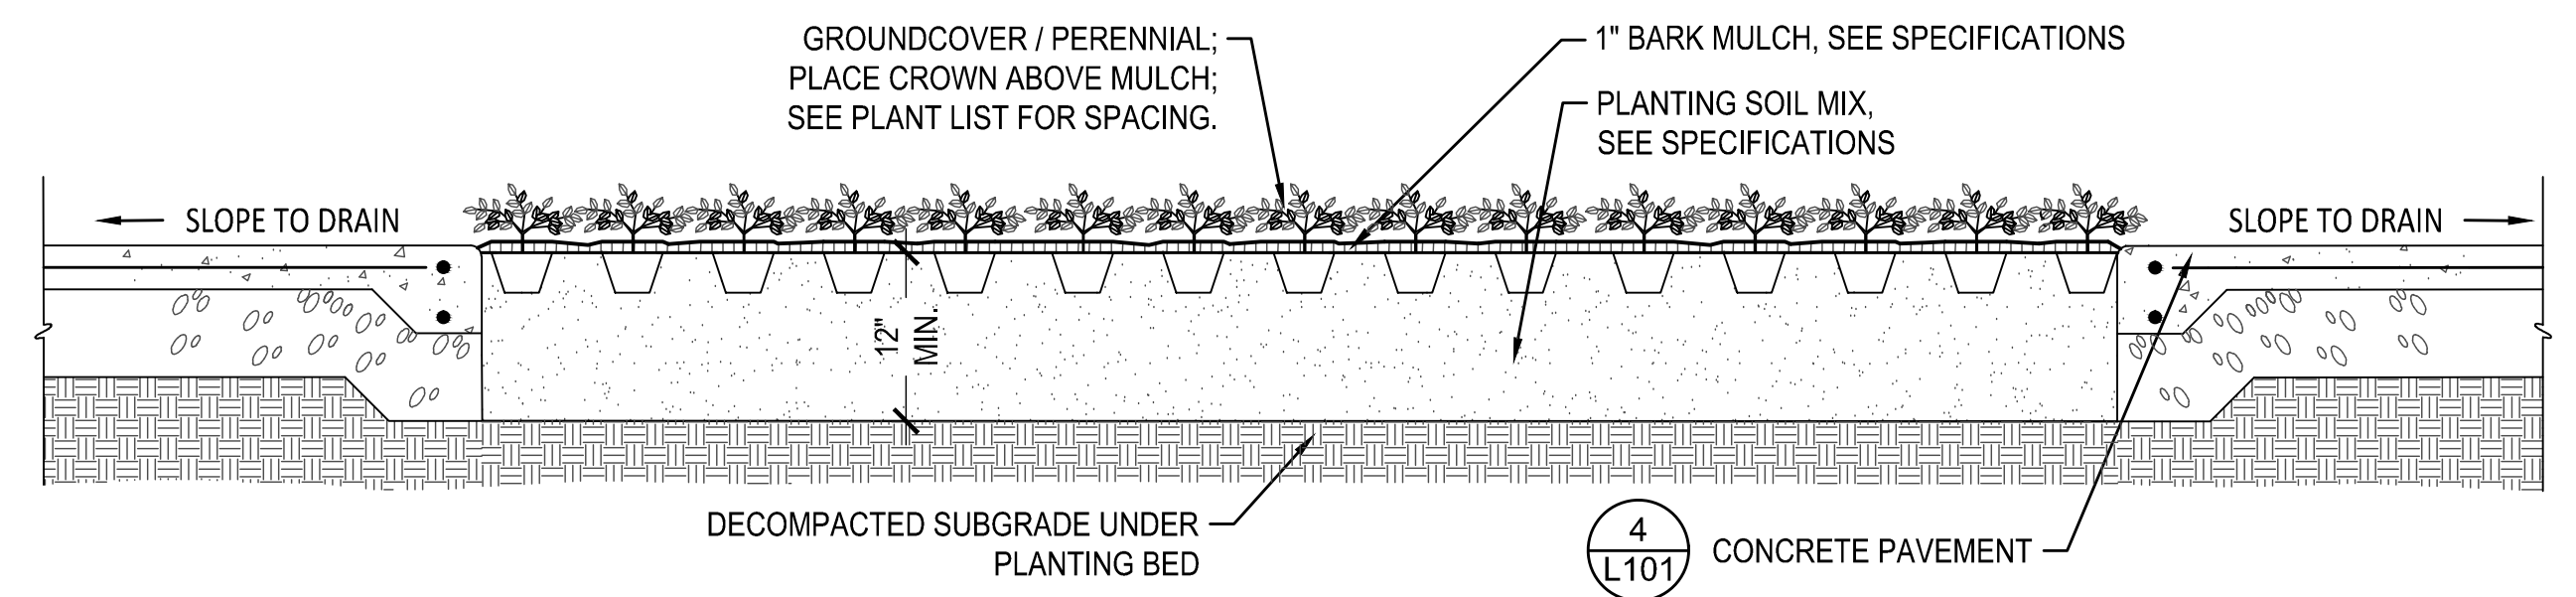 GROUNDCOVER / PERENNIAL;
PLACE CROWN ABOVE MULCH;
SEE PLANT LIST FOR SPACING.
1" BARK MULCH, SEE SPECIFICATIONS
PLANTING SOIL MIX,
SEE SPECIFICATIONS
SLOPE TO DRAIN
SLOPE TO DRAIN
12"
MIN.
DECOMPACTED SUBGRADE UNDER
PLANTING BED
4
L101
CONCRETE PAVEMENT